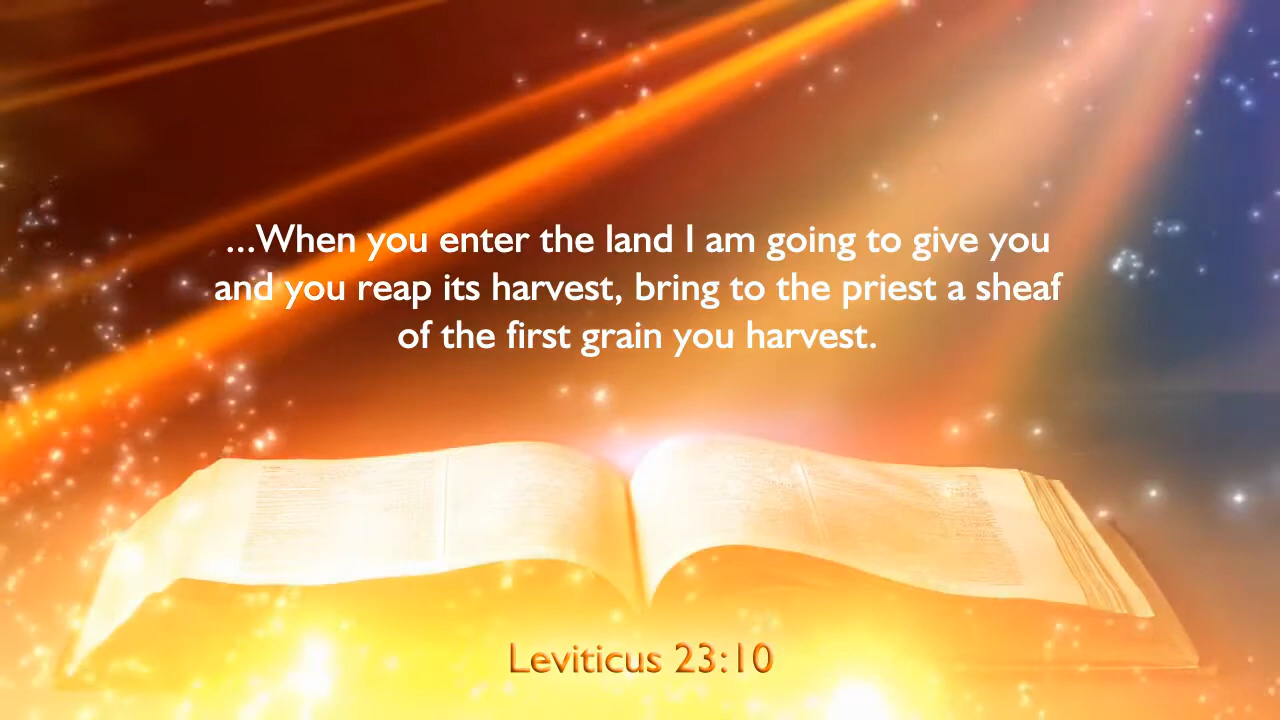 ...When you enter the land I am going to give you
and you reap its harvest, bring to the priest a sheaf
of the first grain you harvest.
Leviticus 23:10